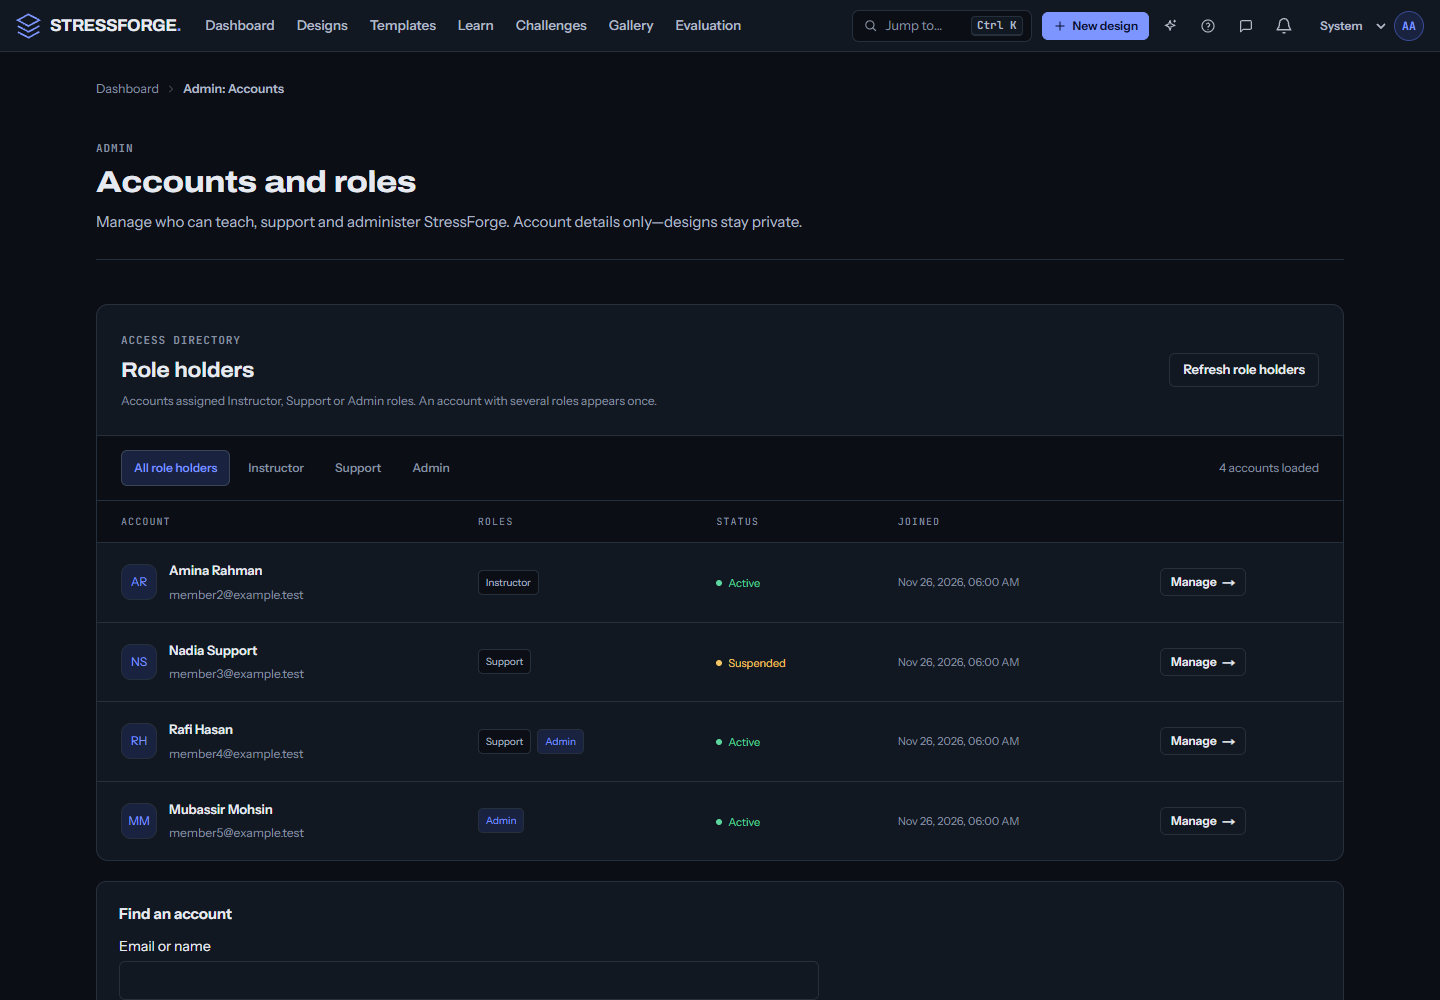 STRESSFORGE. Dashboard Designs Templates Learn Challenges Gallery Evaluation Jump to... Ctrl K + New design System AA
Dashboard > Admin: Accounts
ADMIN
Accounts and roles
Manage who can teach, support and administer StressForge. Account details only—designs stay private.
ACCESS DIRECTORY
Role holders
Refresh role holders
Accounts assigned Instructor, Support or Admin roles. An account with several roles appears once.
All role holders Instructor Support Admin 4 accounts loaded
ACCOUNT ROLES STATUS JOINED
AR Amina Rahman
member2@example.test
Instructor Active Nov 26, 2026, 06:00 AM Manage →
NS Nadia Support
member3@example.test
Support Suspended Nov 26, 2026, 06:00 AM Manage →
RH Rafi Hasan
member4@example.test
Support Admin Active Nov 26, 2026, 06:00 AM Manage →
MM Mubassir Mohsin
member5@example.test
Admin Active Nov 26, 2026, 06:00 AM Manage →
Find an account
Email or name